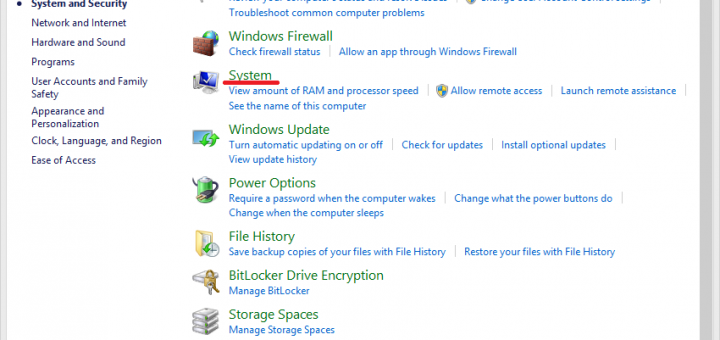 System and Security
Network and Internet
Hardware and Sound
Programs
User Accounts and Family
Safety
Appearance and
Personalization
Clock, Language, and Region
Ease of Access
Troubleshoot common computer problems
Windows Firewall
Check firewall status
Allow an app through Windows Firewall
System
View amount of RAM and processor speed
Allow remote access
Launch remote assistance
See the name of this computer
Windows Update
Turn automatic updating on or off
Check for updates
Install optional updates
View update history
Power Options
Require a password when the computer wakes
Change what the power buttons do
Change when the computer sleeps
File History
Save backup copies of your files with File History
Restore your files with File History
BitLocker Drive Encryption
Manage BitLocker
Storage Spaces
Manage Storage Spaces